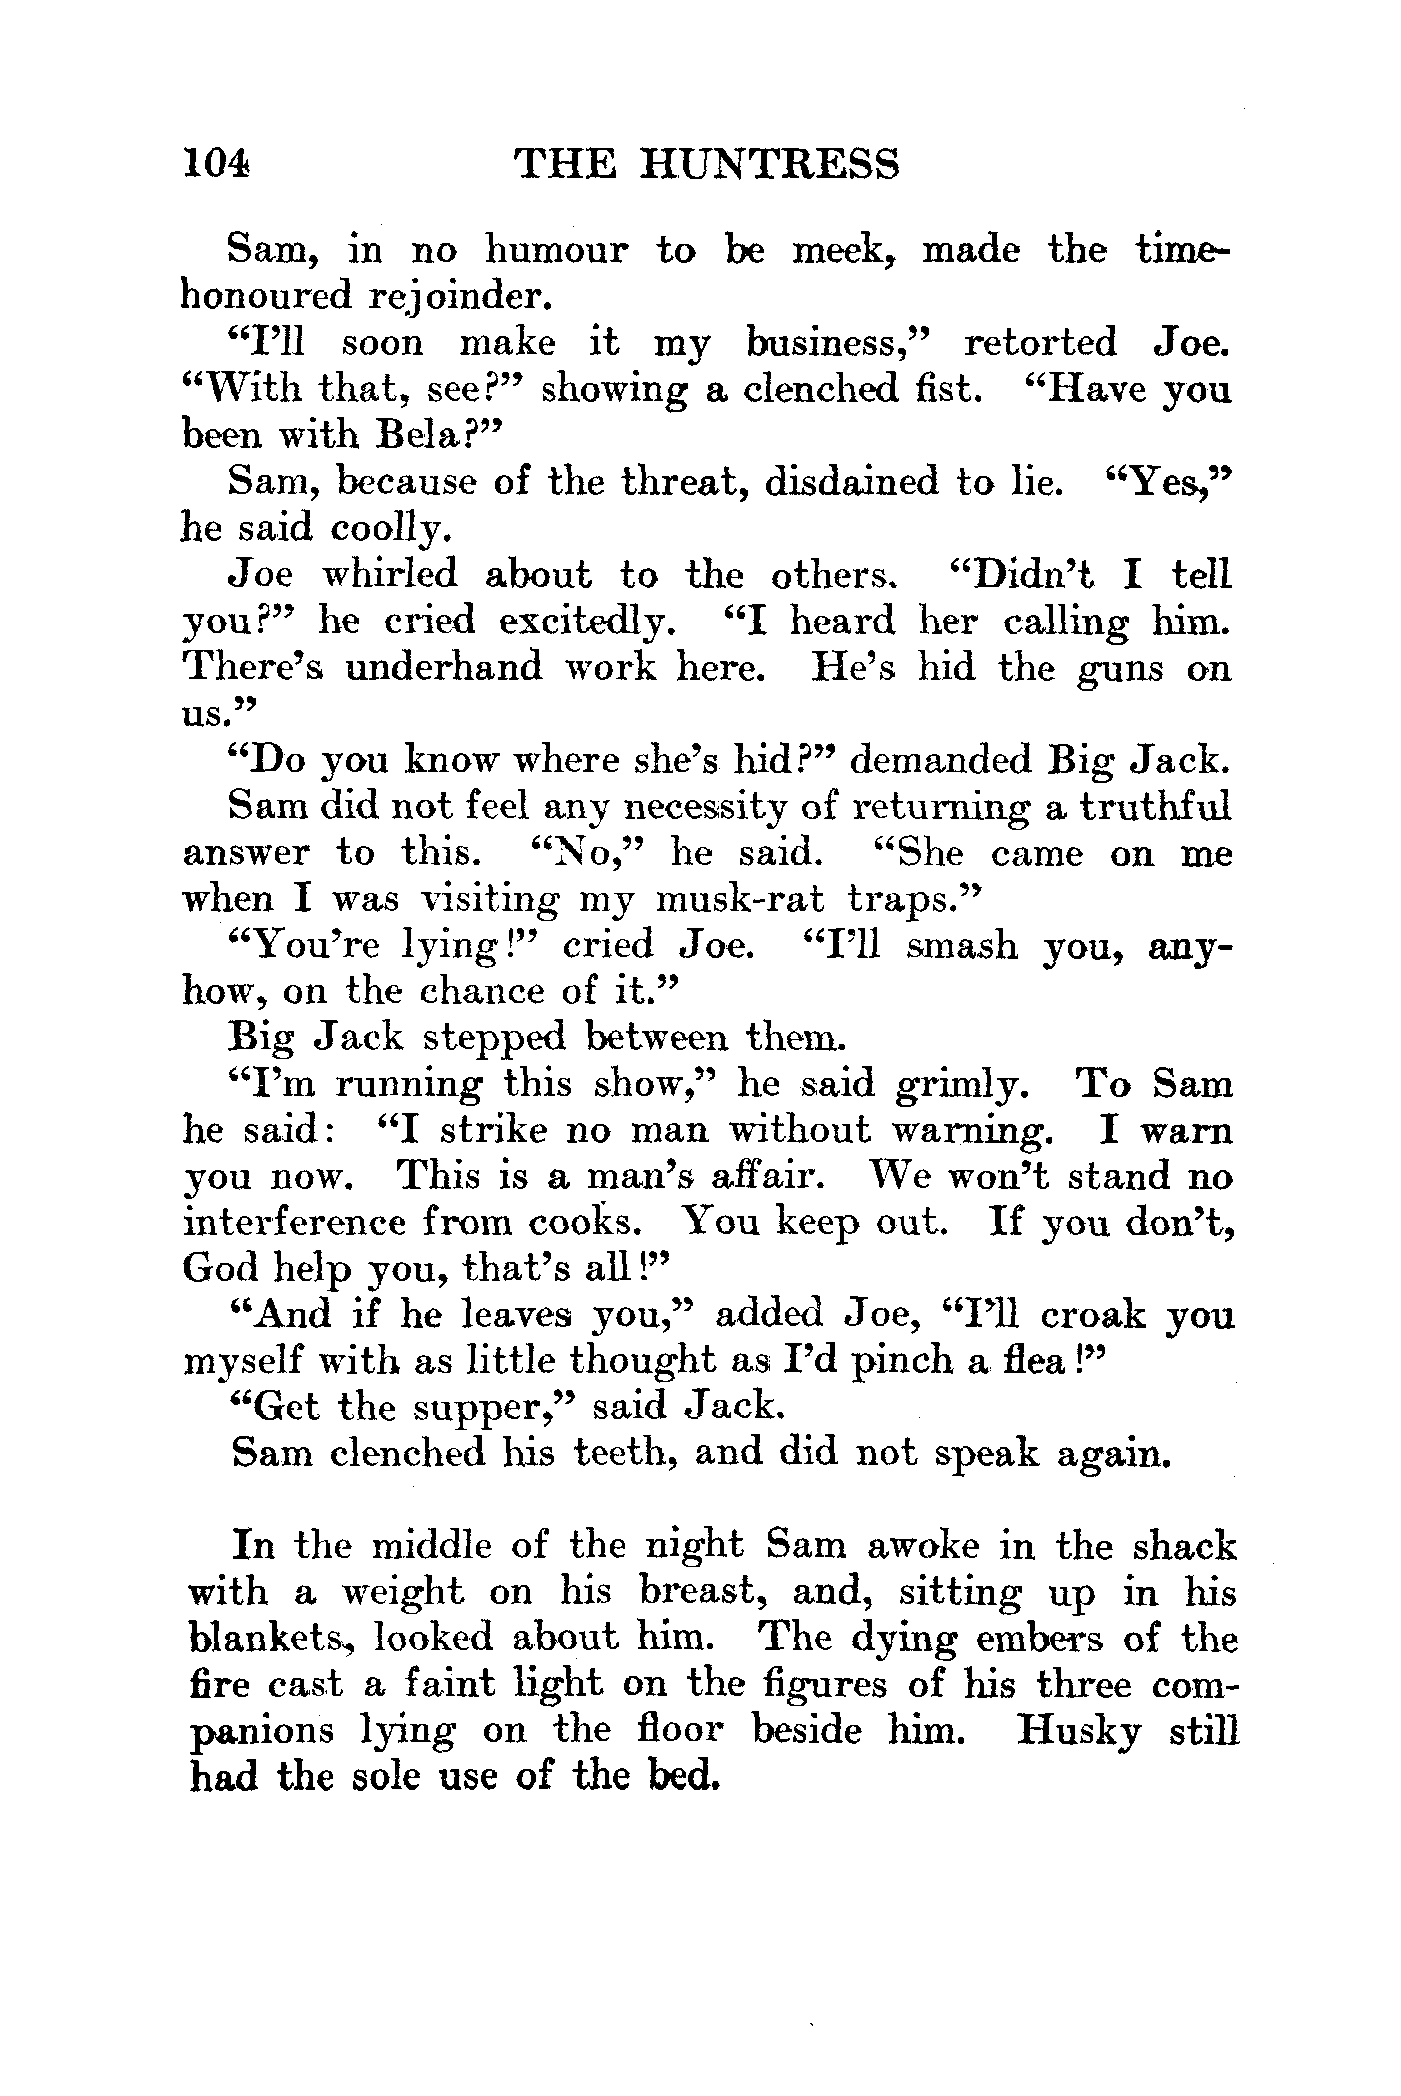 104 THE HUNTRESS
Sam, in no humour to be meek, made the time-
honoured rejoinder.
“I’ll soon make it my business,” retorted Joe.
“With that, see?” showing a clenched fist. “Have you
been with Bela?”
Sam, because of the threat, disdained to lie. “Yes,”
he said coolly.
Joe whirled about to the others. “Didn’t I tell
you?” he cried excitedly. “I heard her calling him.
There’s underhand work here. He’s hid the guns on
us.”
“Do you know where she’s hid?” demanded Big Jack.
Sam did not feel any necessity of returning a truthful
answer to this. “No,” he said. “She came on me
when I was visiting my musk-rat traps.”
“You’re lying!” cried Joe. “I’ll smash you, any-
how, on the chance of it.”
Big Jack stepped between them.
“I’m running this show,” he said grimly. To Sam
he said: “I strike no man without warning. I warn
you now. This is a man’s affair. We won’t stand no
interference from cooks. You keep out. If you don’t,
God help you, that’s all!”
“And if he leaves you,” added Joe, “I’ll croak you
myself with as little thought as I’d pinch a flea!”
“Get the supper,” said Jack.
Sam clenched his teeth, and did not speak again.
In the middle of the night Sam awoke in the shack
with a weight on his breast, and, sitting up in his
blankets, looked about him. The dying embers of the
fire cast a faint light on the figures of his three com-
panions lying on the floor beside him. Husky still
had the sole use of the bed.